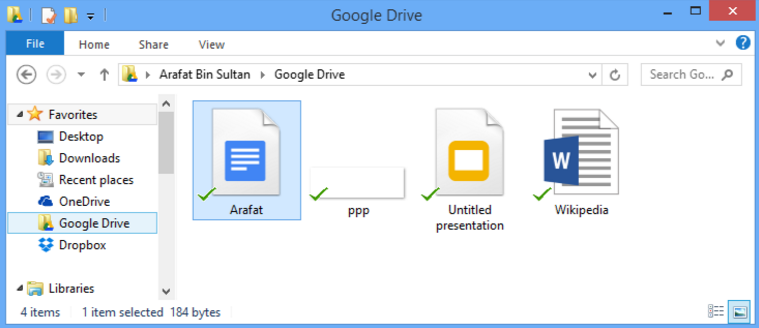 Google Drive
File Home Share View
Arafat Bin Sultan Google Drive Search Go...
Favorites
Desktop
Downloads
Recent places
OneDrive
Google Drive
Dropbox
Libraries
Arafat
ppp
Untitled
presentation
W
Wikipedia
4 items 1 item selected 184 bytes